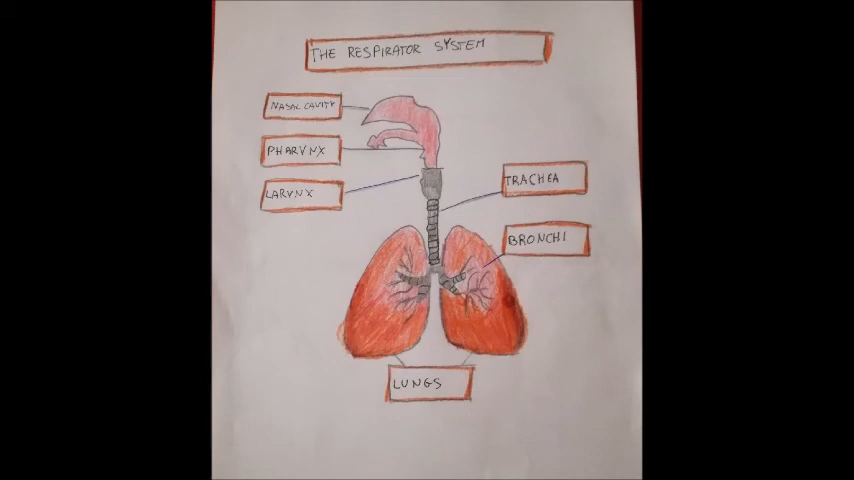 THE RESPIRATOR SYSTEM
NASAL CAVITY
PHARYNX
LARYNX
TRACHEA
BRONCHI
LUNGS